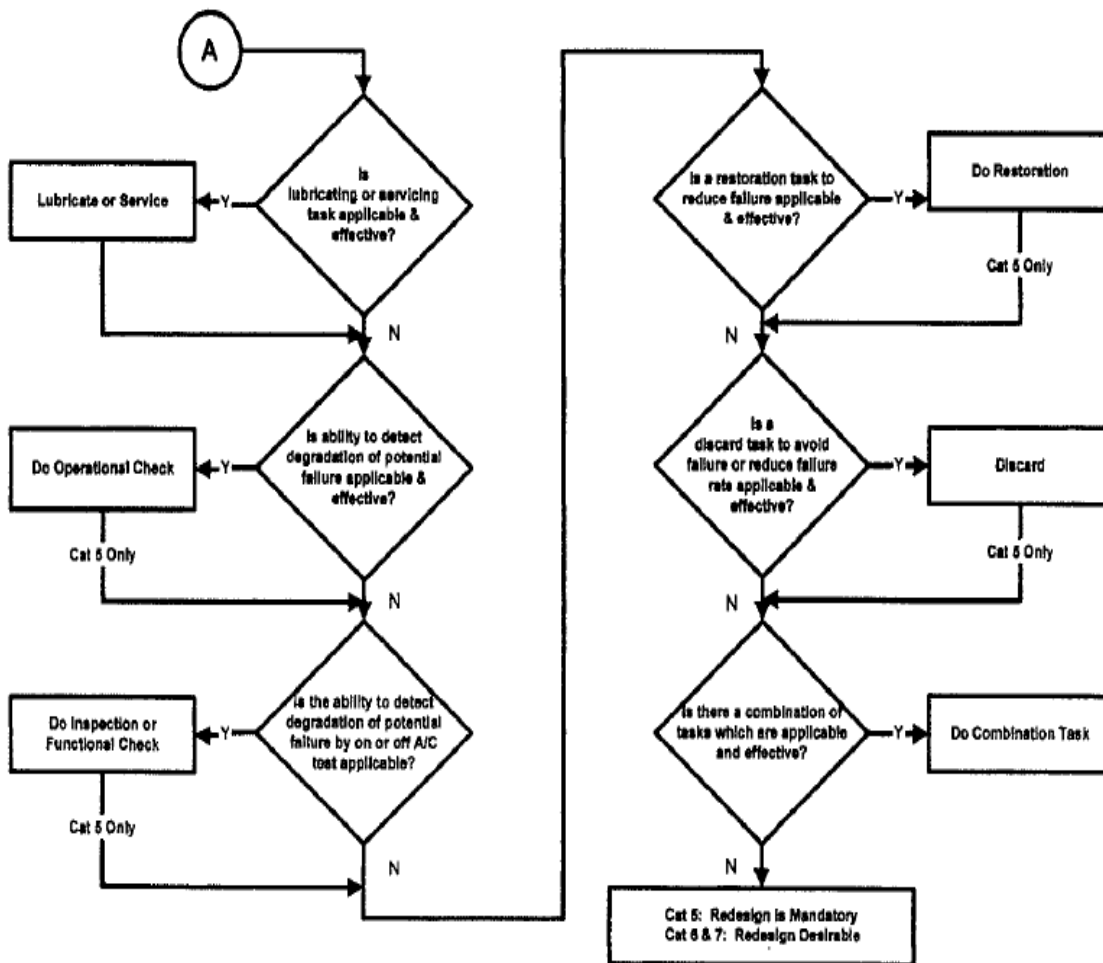 A
Is
lubricating or servicing
task applicable &
effective?
Y
Lubricate or Service
N
Is ability to detect
degradation of potential
failure applicable &
effective?
Y
Do Operational Check
Cat 5 Only
N
Is the ability to detect
degradation of potential
failure by on or off A/C
test applicable?
Y
Do Inspection or
Functional Check
Cat 5 Only
N
Is a restoration task to
reduce failure applicable
& effective?
Y
Do Restoration
Cat 5 Only
N
Is a
discard task to avoid
failure or reduce failure
rate applicable &
effective?
Y
Discard
Cat 5 Only
N
Is there a combination of
tasks which are applicable
and effective?
Y
Do Combination Task
N
Cat 5: Redesign is Mandatory
Cat 6 & 7: Redesign Desirable